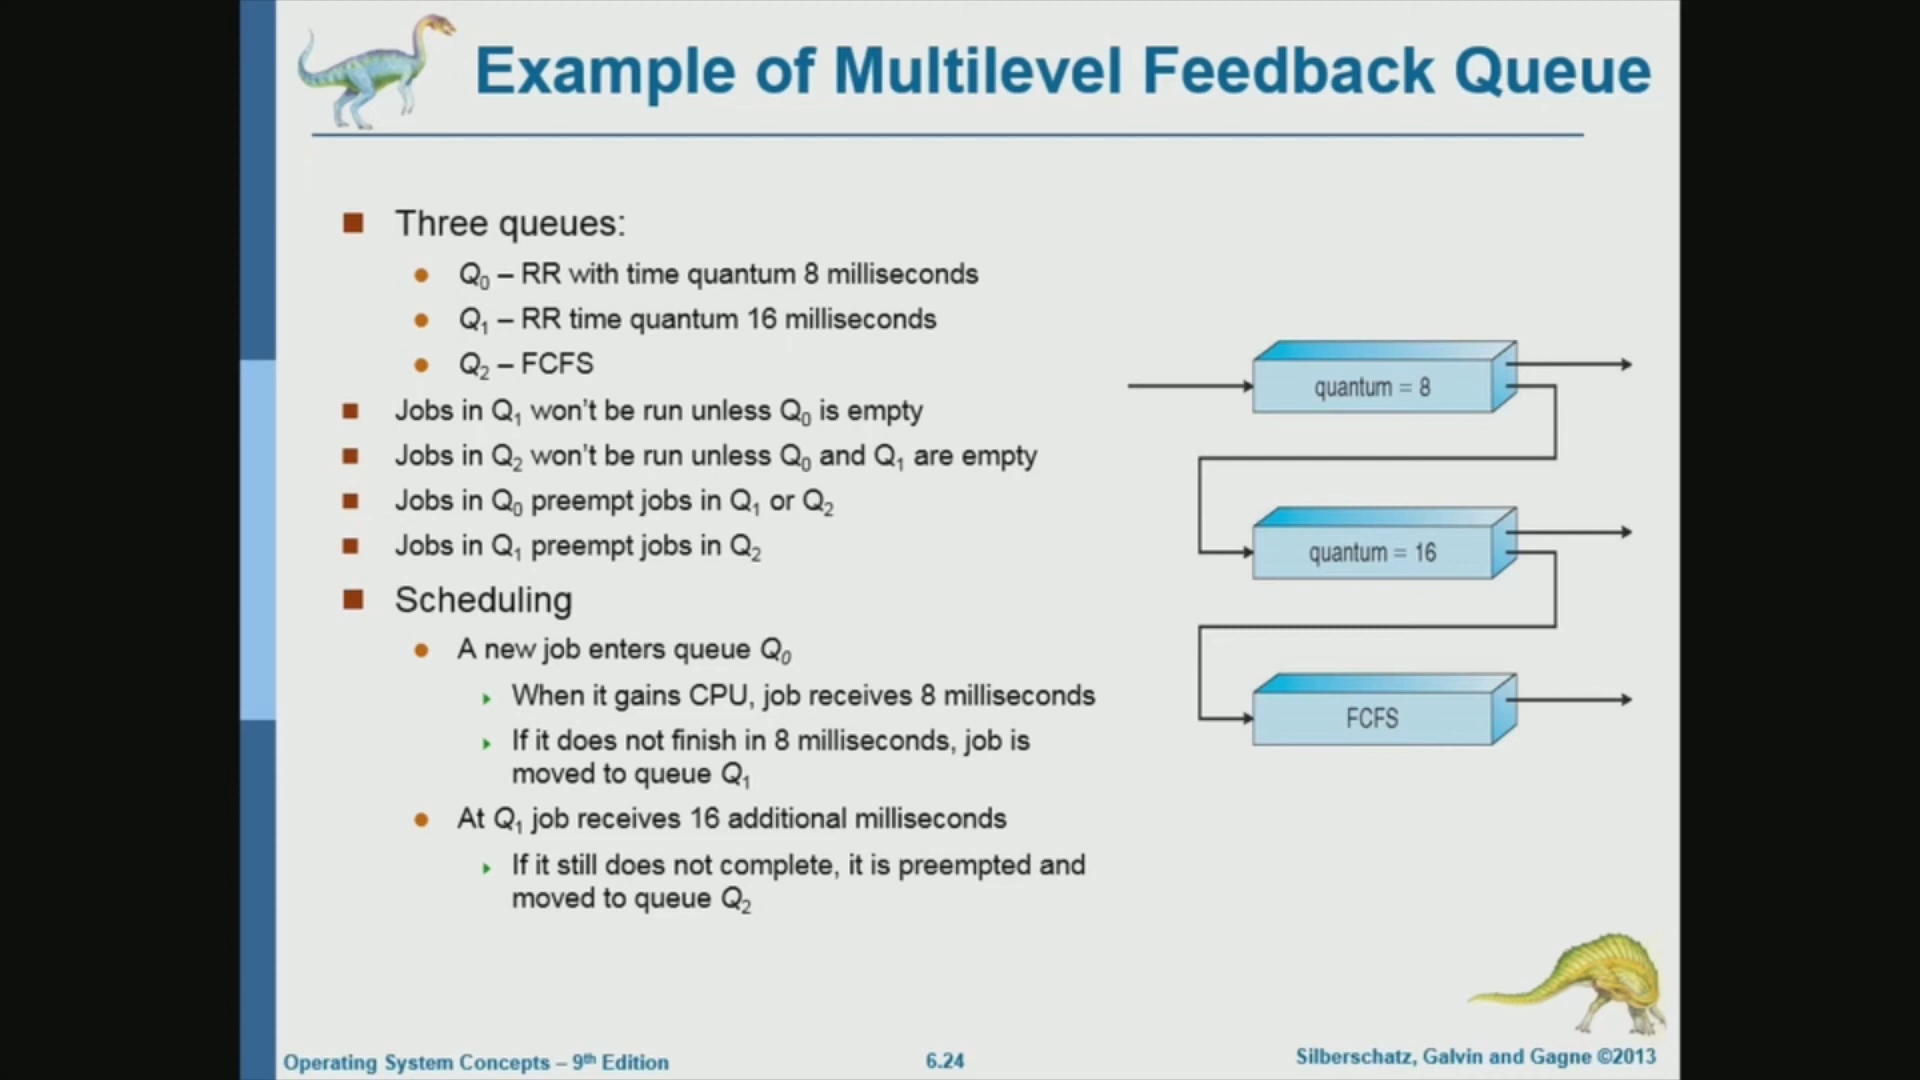 Example of Multilevel Feedback Queue
Three queues:
Q0 – RR with time quantum 8 milliseconds
Q1 – RR time quantum 16 milliseconds
Q2 – FCFS
Jobs in Q1 won't be run unless Q0 is empty
Jobs in Q2 won't be run unless Q0 and Q1 are empty
Jobs in Q0 preempt jobs in Q1 or Q2
Jobs in Q1 preempt jobs in Q2
Scheduling
A new job enters queue Q0
When it gains CPU, job receives 8 milliseconds
If it does not finish in 8 milliseconds, job is
moved to queue Q1
At Q1 job receives 16 additional milliseconds
If it still does not complete, it is preempted and
moved to queue Q2
quantum = 8
quantum = 16
FCFS
Operating System Concepts – 9th Edition
6.24
Silberschatz, Galvin and Gagne ©2013